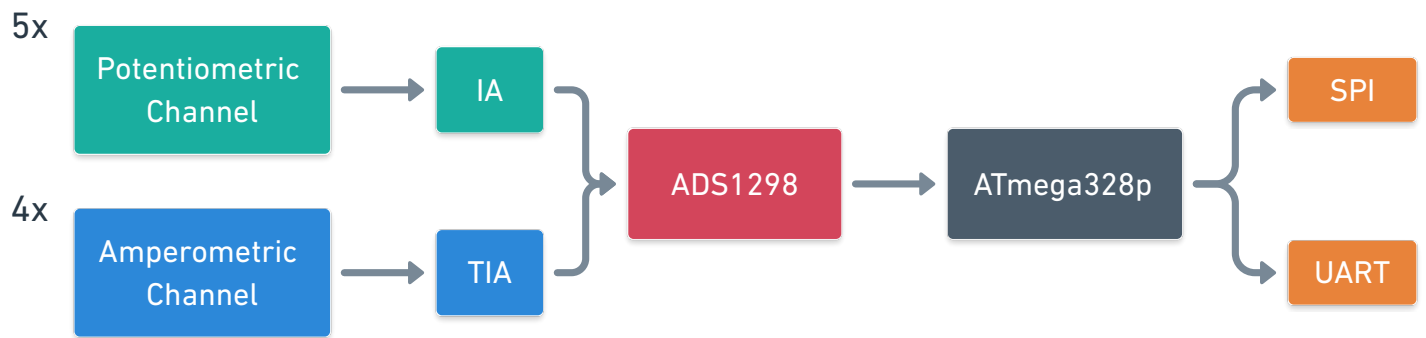 5x
Potentiometric
Channel
IA
4x
Amperometric
Channel
TIA
ADS1298
ATmega328p
SPI
UART